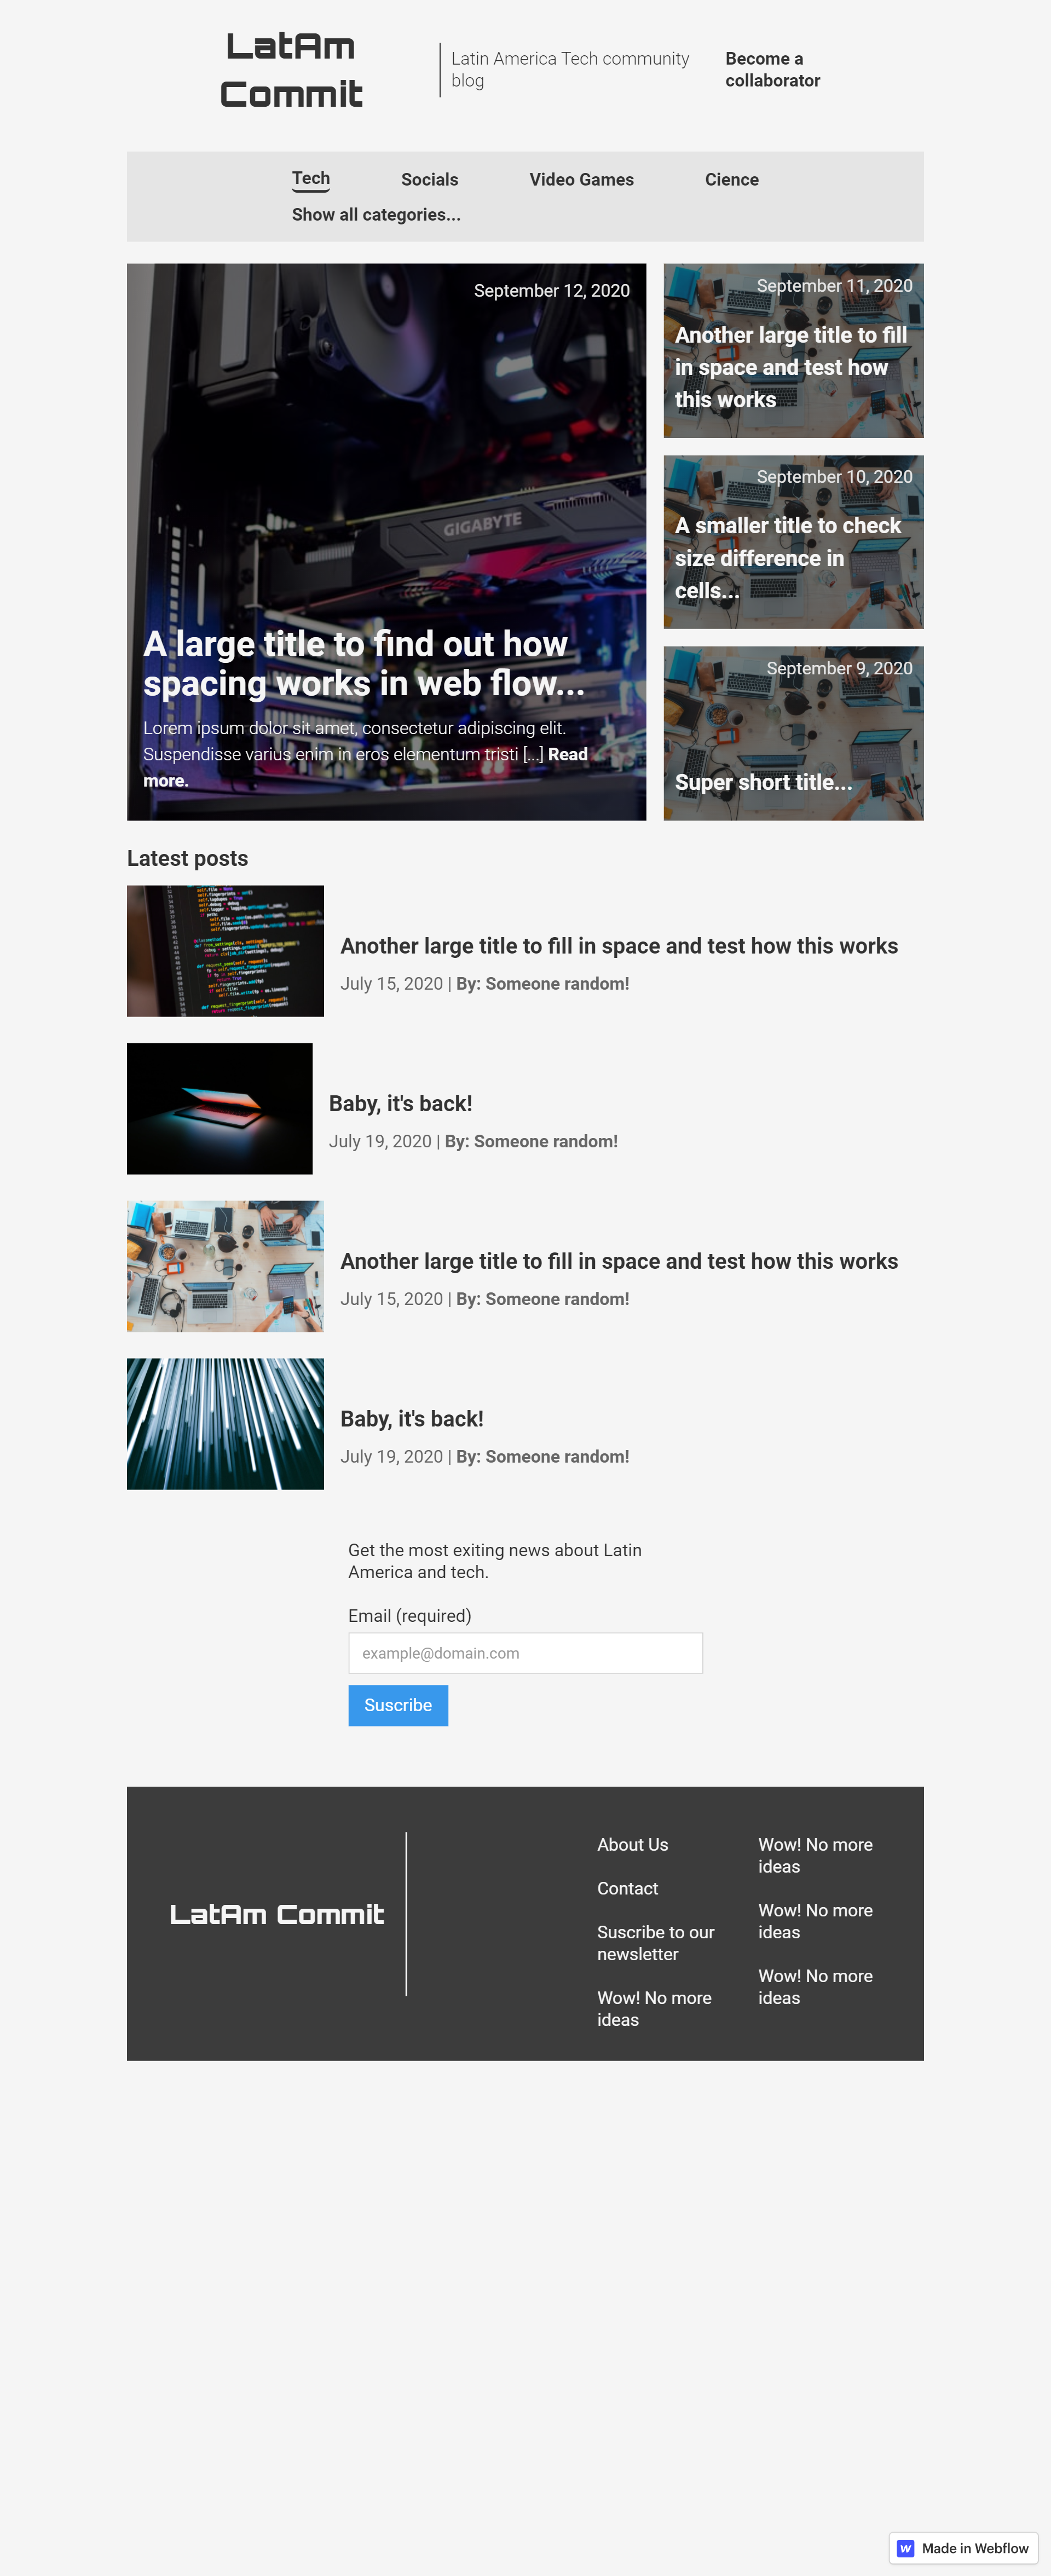 LatAm
Commit
Latin America Tech community
blog
Become a
collaborator
Tech
Socials
Video Games
Cience
Show all categories...
September 12, 2020
GIGABYTE
A large title to find out how
spacing works in web flow...
Lorem ipsum dolor sit amet, consectetur adipiscing elit.
Suspendisse varius enim in eros elementum tristi [...] Read
more.
September 11, 2020
Another large title to fill
in space and test how
this works
September 10, 2020
A smaller title to check
size difference in
cells...
September 9, 2020
Super short title...
Latest posts
Another large title to fill in space and test how this works
July 15, 2020 | By: Someone random!
Baby, it's back!
July 19, 2020 | By: Someone random!
Another large title to fill in space and test how this works
July 15, 2020 | By: Someone random!
Baby, it's back!
July 19, 2020 | By: Someone random!
Get the most exiting news about Latin
America and tech.
Email (required)
example@domain.com
Suscribe
LatAm Commit
About Us
Contact
Suscribe to our
newsletter
Wow! No more
ideas
Wow! No more
ideas
Wow! No more
ideas
Wow! No more
ideas
Made in Webflow